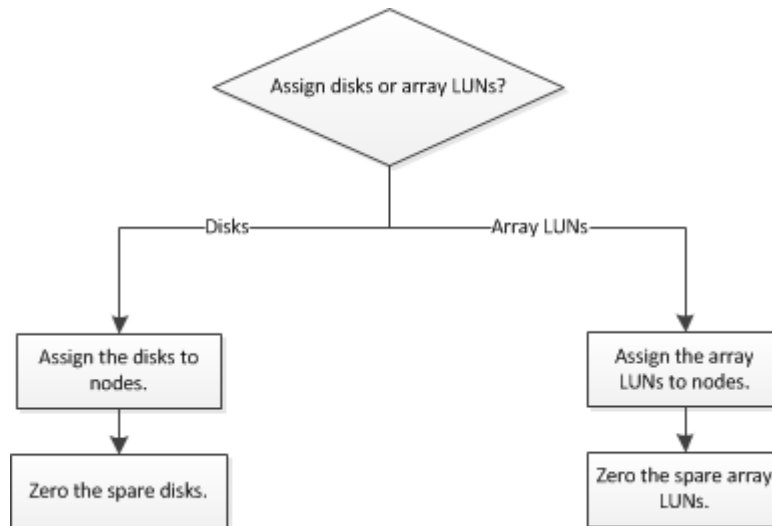 Assign disks or array LUNs?
Disks
Array LUNs
Assign the disks to
nodes.
Assign the array
LUNs to nodes.
Zero the spare disks.
Zero the spare array
LUNs.